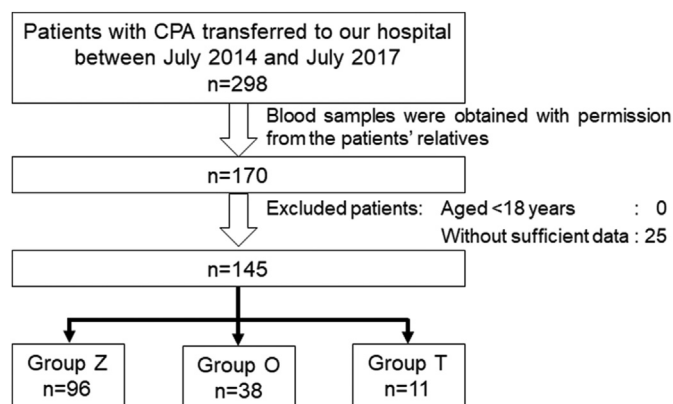 Patients with CPA transferred to our hospital
between July 2014 and July 2017
n=298
Blood samples were obtained with permission
from the patients' relatives
n=170
Excluded patients: Aged <18 years : 0
Without sufficient data : 25
n=145
Group Z
n=96
Group O
n=38
Group T
n=11